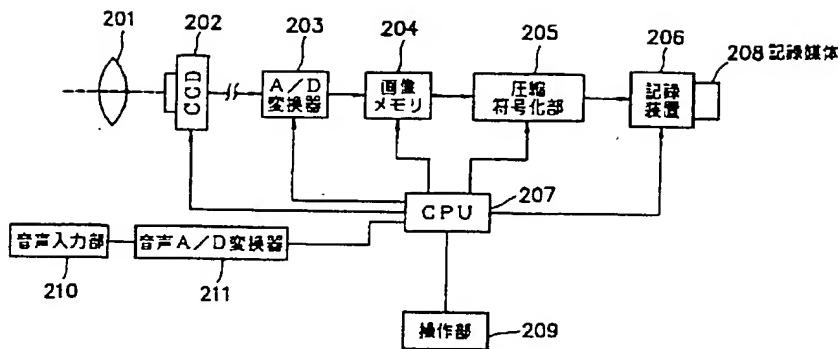 201
202
203
204
205
206
208 記録媒体
CCD
A/D
変換器
画像
メモリ
圧縮
符号化部
記録
装置
207
CPU
音声入力部
音声A/D変換器
210
211
操作部
209